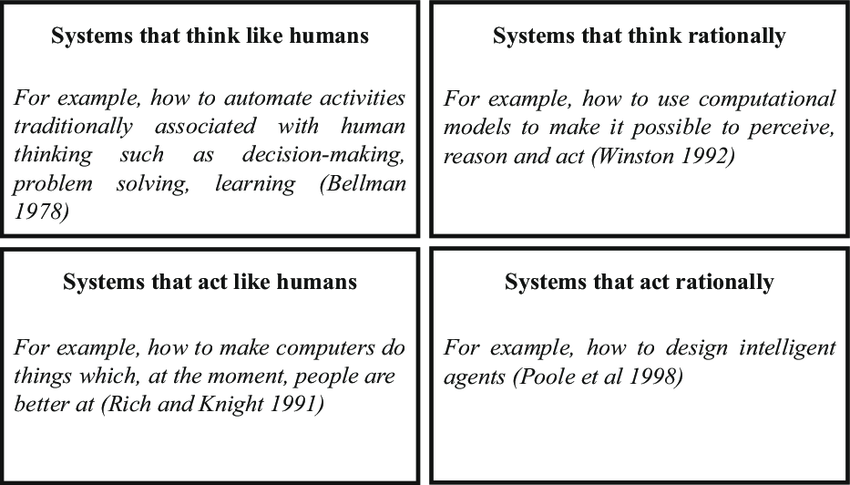 Systems that think like humans
For example, how to automate activities
traditionally associated with human
thinking such as decision-making,
problem solving, learning (Bellman
1978)
Systems that think rationally
For example, how to use computational
models to make it possible to perceive,
reason and act (Winston 1992)
Systems that act like humans
For example, how to make computers do
things which, at the moment, people are
better at (Rich and Knight 1991)
Systems that act rationally
For example, how to design intelligent
agents (Poole et al 1998)